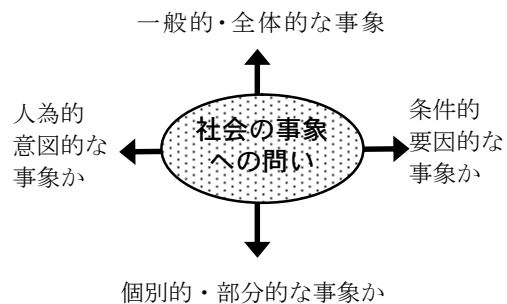 一般的・全体的な事象
人為的
意図的な
事象か
社会の事象
への問い
条件的
要因的な
事象か
個別的・部分的な事象か